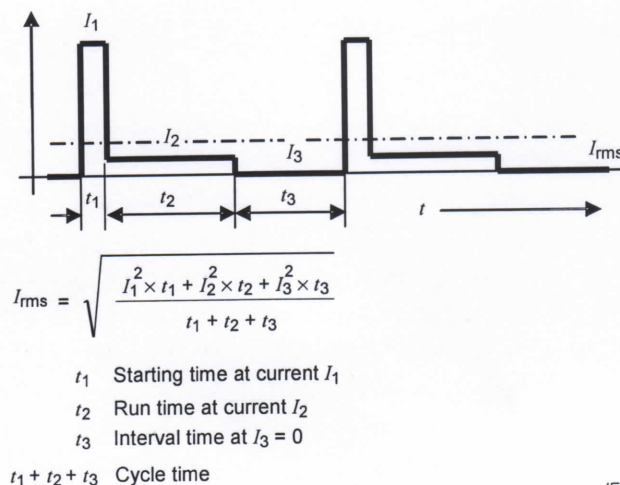 I₁
I₂
I₃
Iᵣₘₛ
t₁ t₂ t₃ t
Iᵣₘₛ = √((I₁² × t₁ + I₂² × t₂ + I₃² × t₃) / (t₁ + t₂ + t₃))
t₁ Starting time at current I₁
t₂ Run time at current I₂
t₃ Interval time at I₃ = 0
t₁ + t₂ + t₃ Cycle time